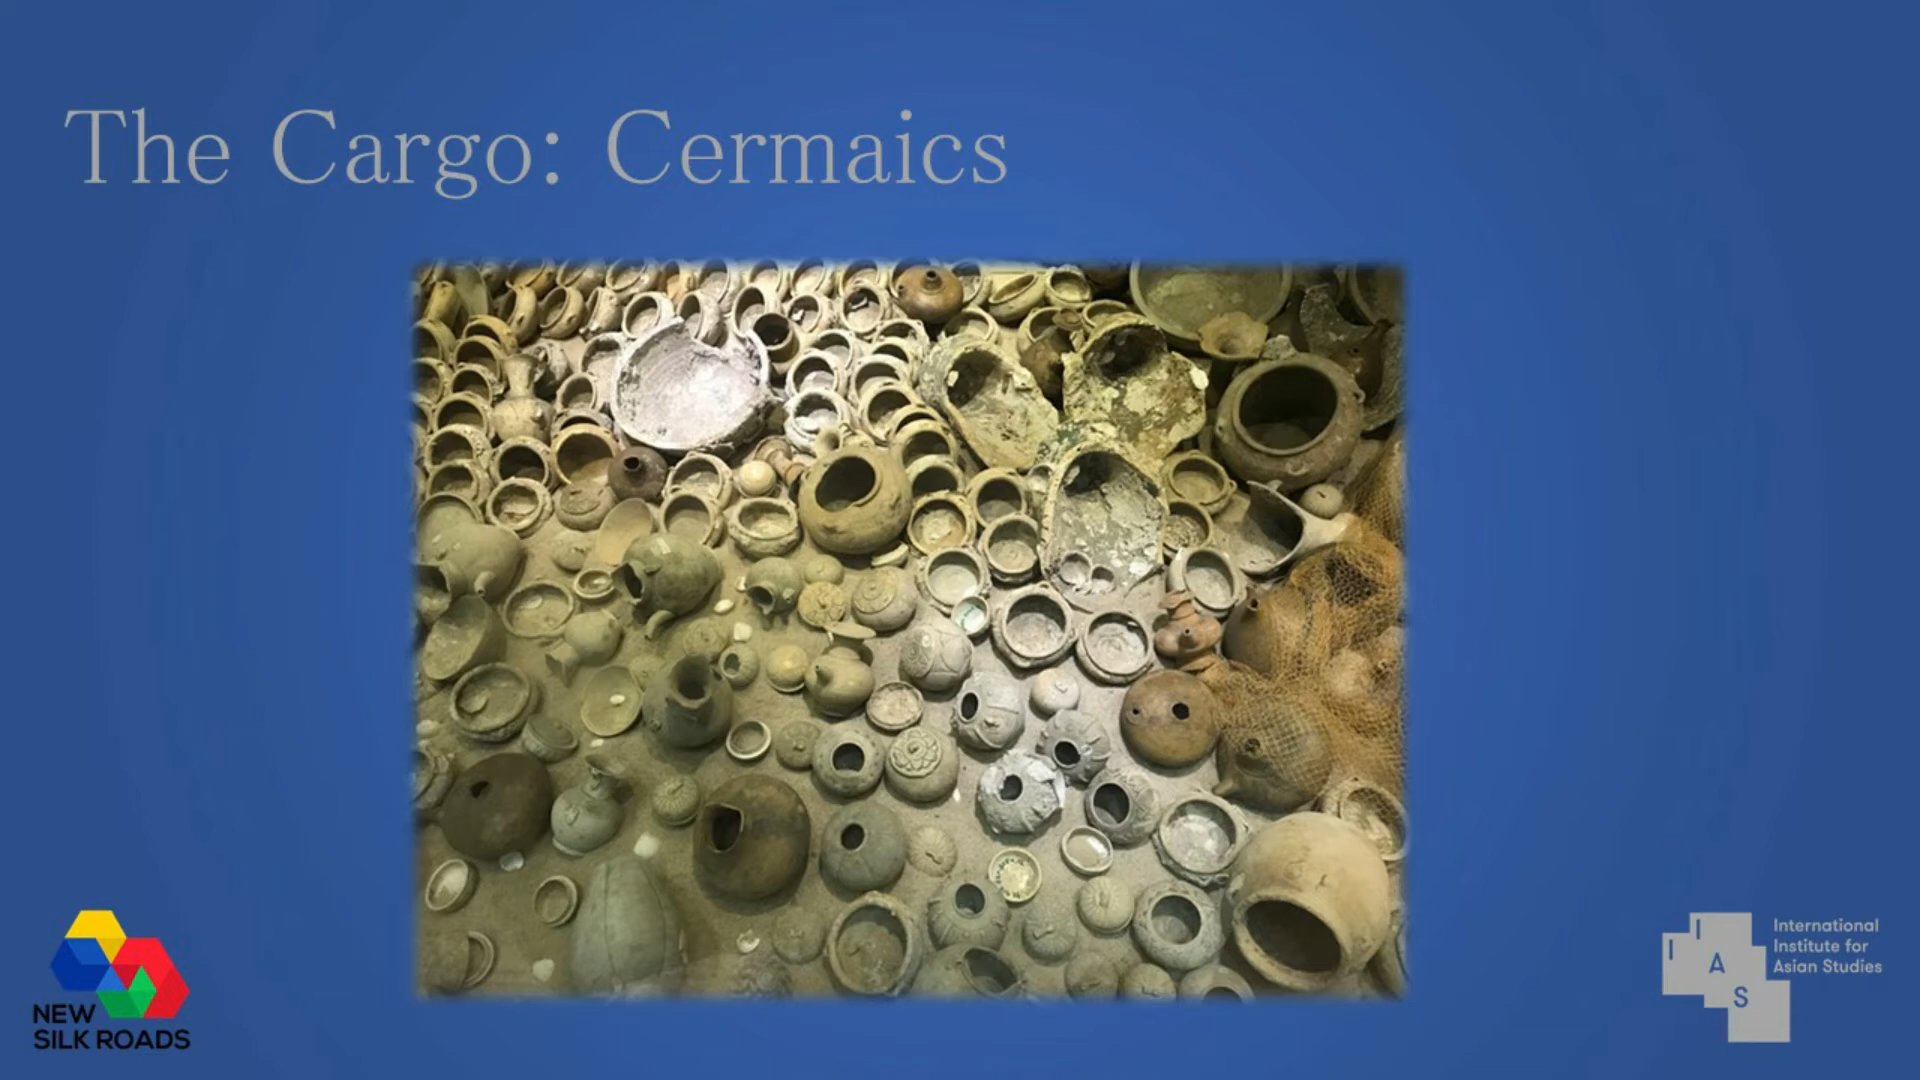 The Cargo: Cermaics
NEW
SILK ROADS
I
I
A
S
International
Institute for
Asian Studies